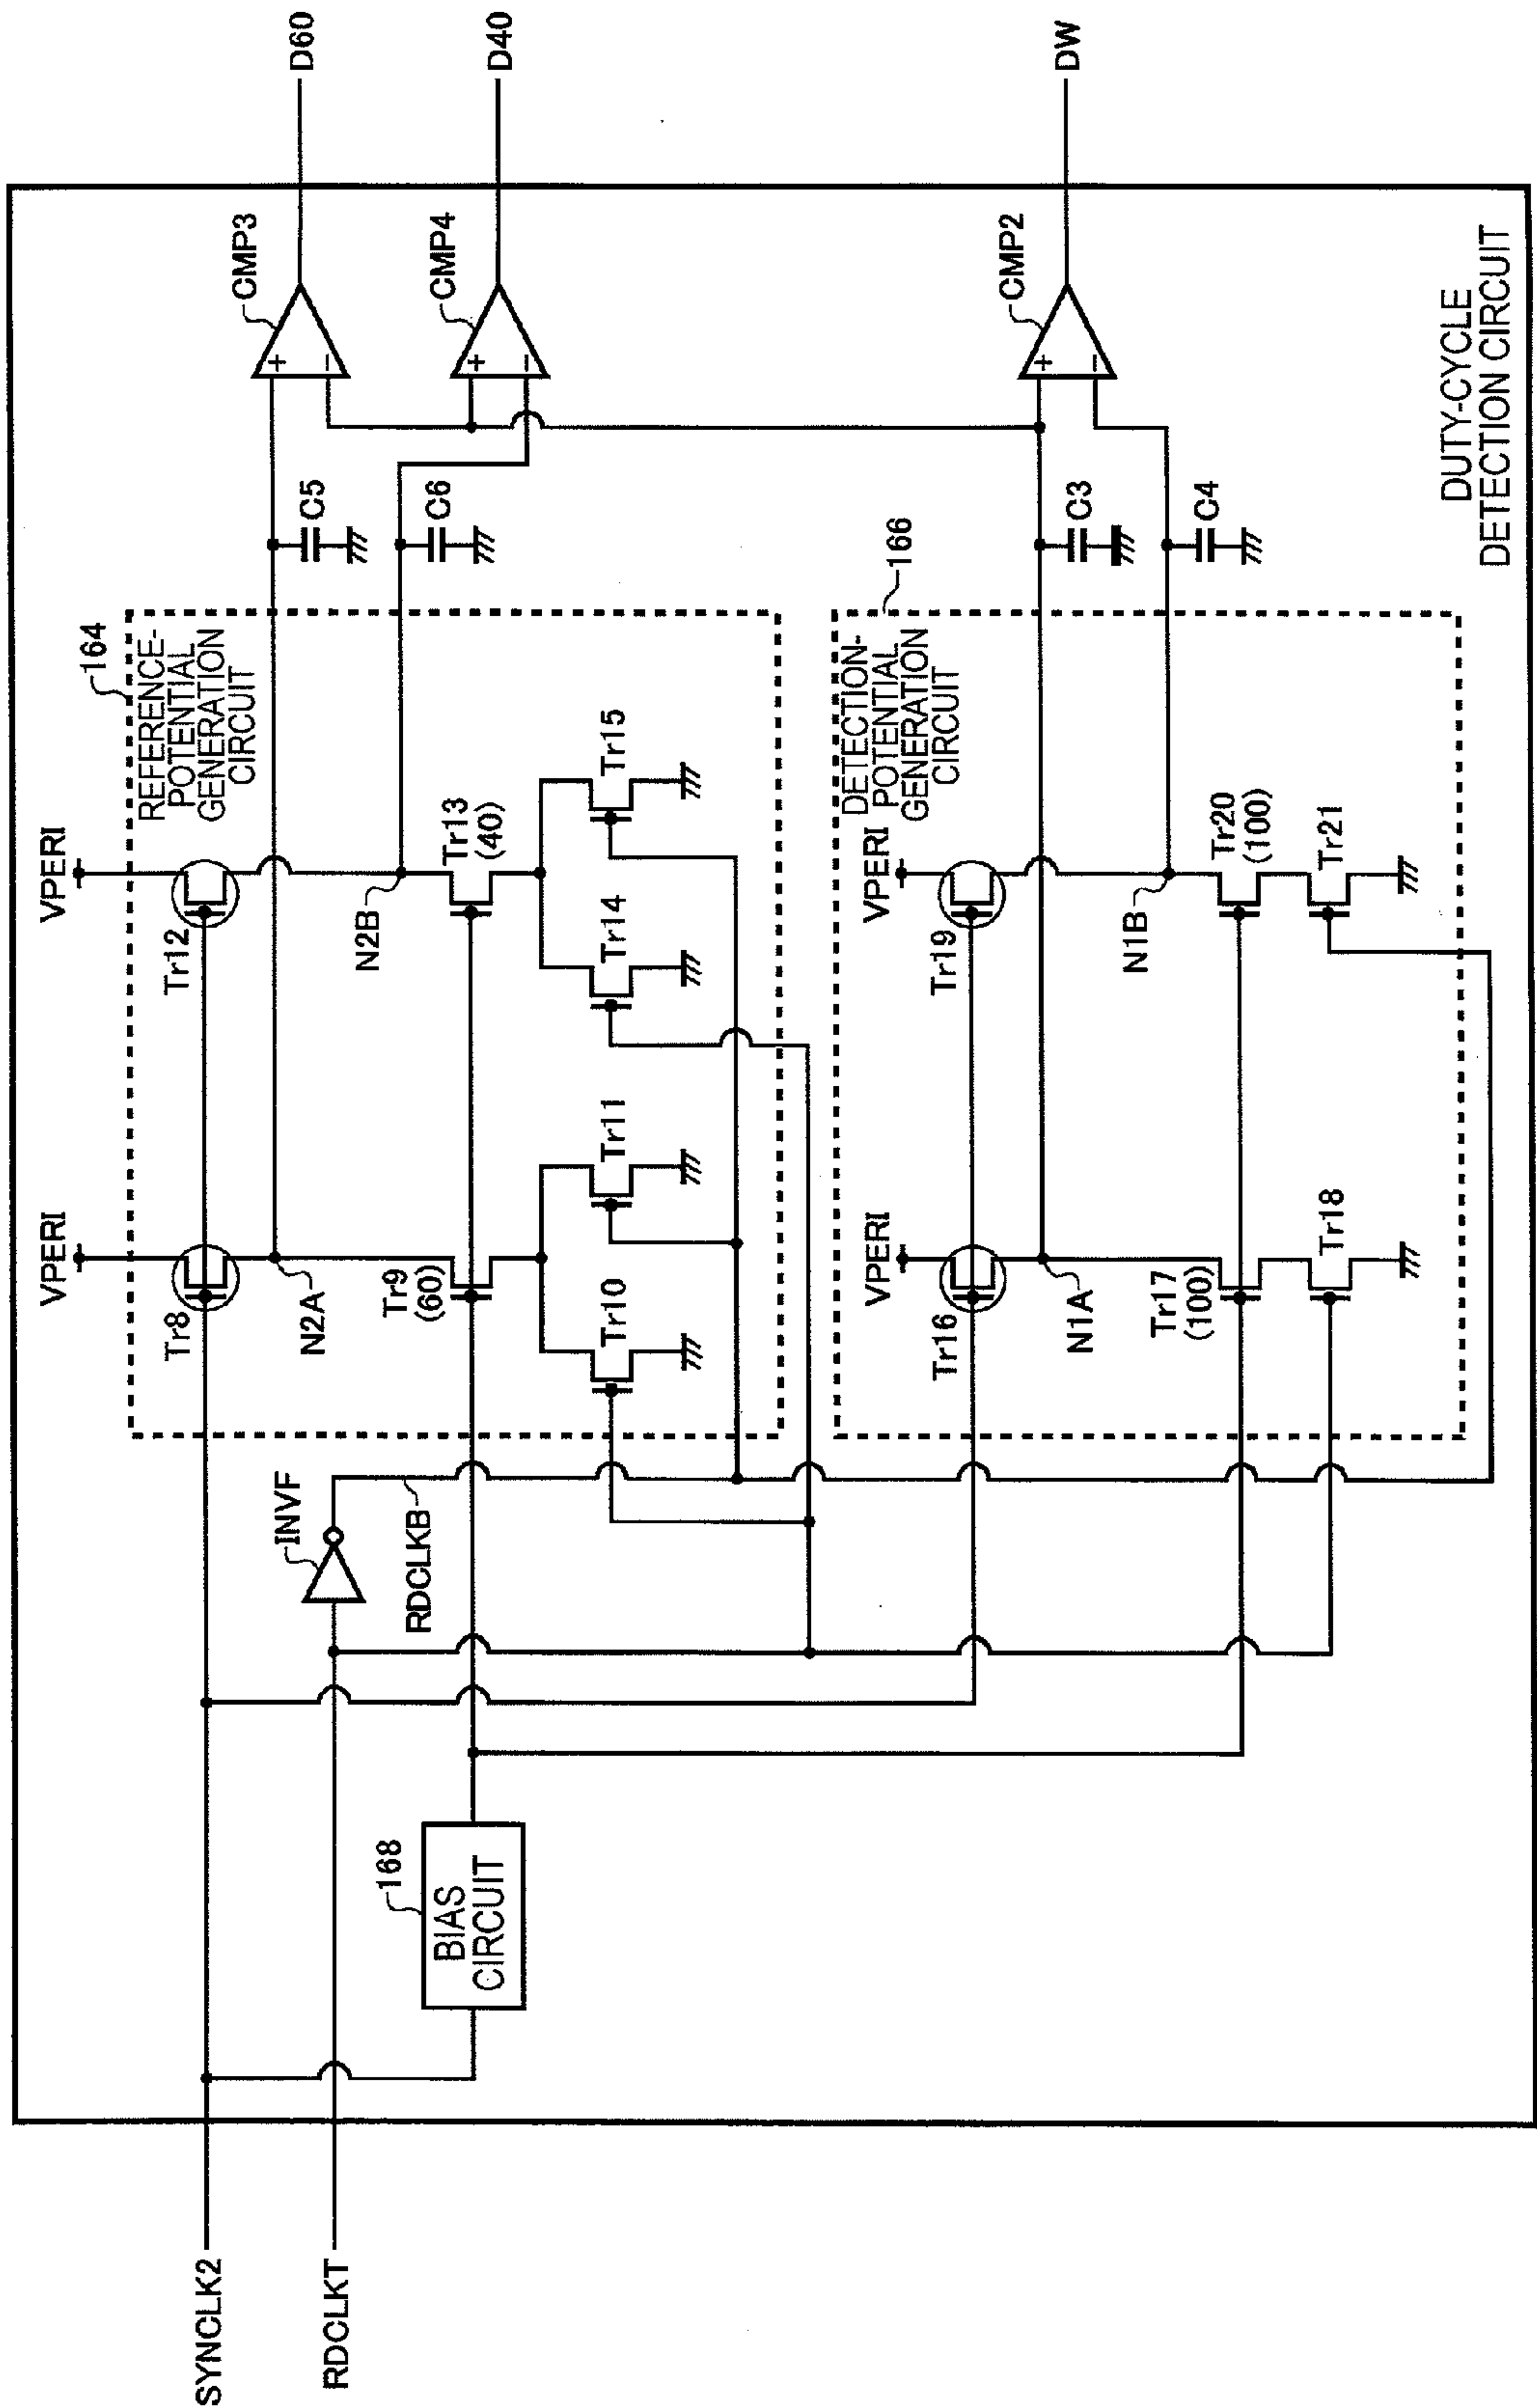 SYNCLK2
RDCLKT
168
BIAS
CIRCUIT
INVF
RDCLKB
164
REFERENCE-
POTENTIAL
GENERATION
CIRCUIT
VPERI
VPERI
Tr8
Tr12
N2A
N2B
Tr9
(60)
Tr13
(40)
Tr10
Tr11
Tr14
Tr15
166
DETECTION-
POTENTIAL
GENERATION
CIRCUIT
VPERI
VPERI
Tr16
Tr19
N1A
N1B
Tr17
(100)
Tr20
(100)
Tr18
Tr21
C5
C6
C3
C4
CMP3
+
−
D60
CMP4
+
−
D40
CMP2
+
−
DW
DUTY-CYCLE
DETECTION CIRCUIT